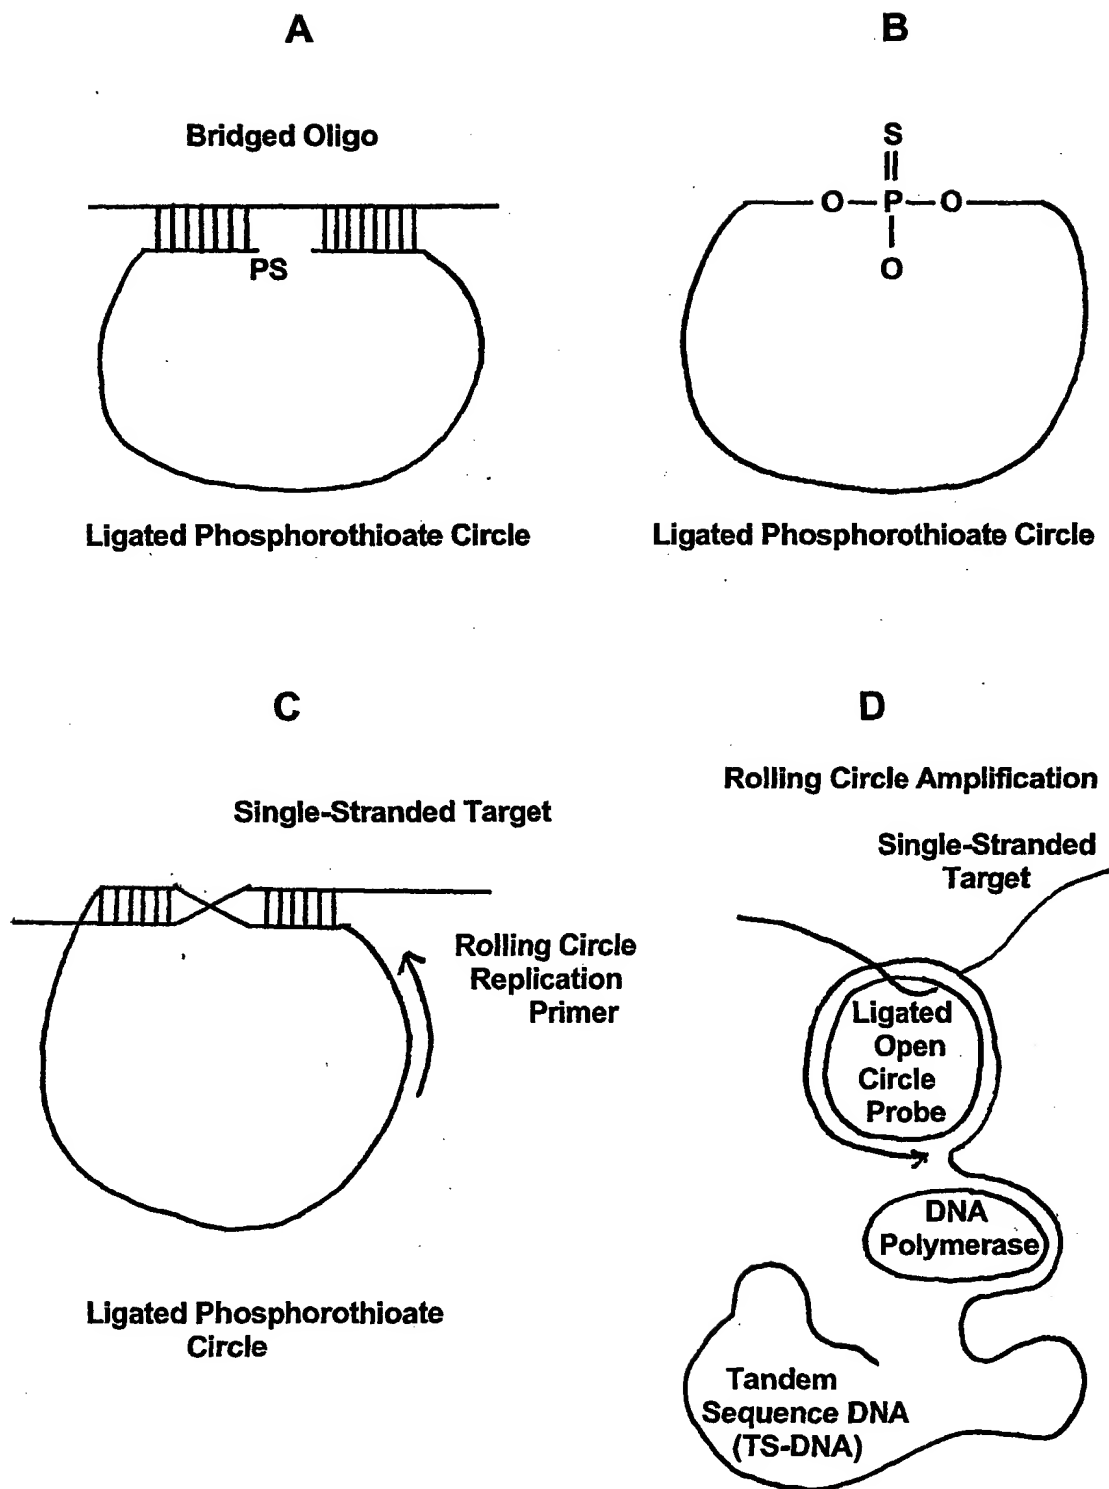 A
Bridged Oligo
PS
Ligated Phosphorothioate Circle
B
S
O P O
O
Ligated Phosphorothioate Circle
C
Single-Stranded Target
Rolling Circle
Replication
Primer
Ligated Phosphorothioate
Circle
D
Rolling Circle Amplification
Single-Stranded
Target
Ligated
Open
Circle
Probe
DNA
Polymerase
Tandem
Sequence DNA
(TS-DNA)